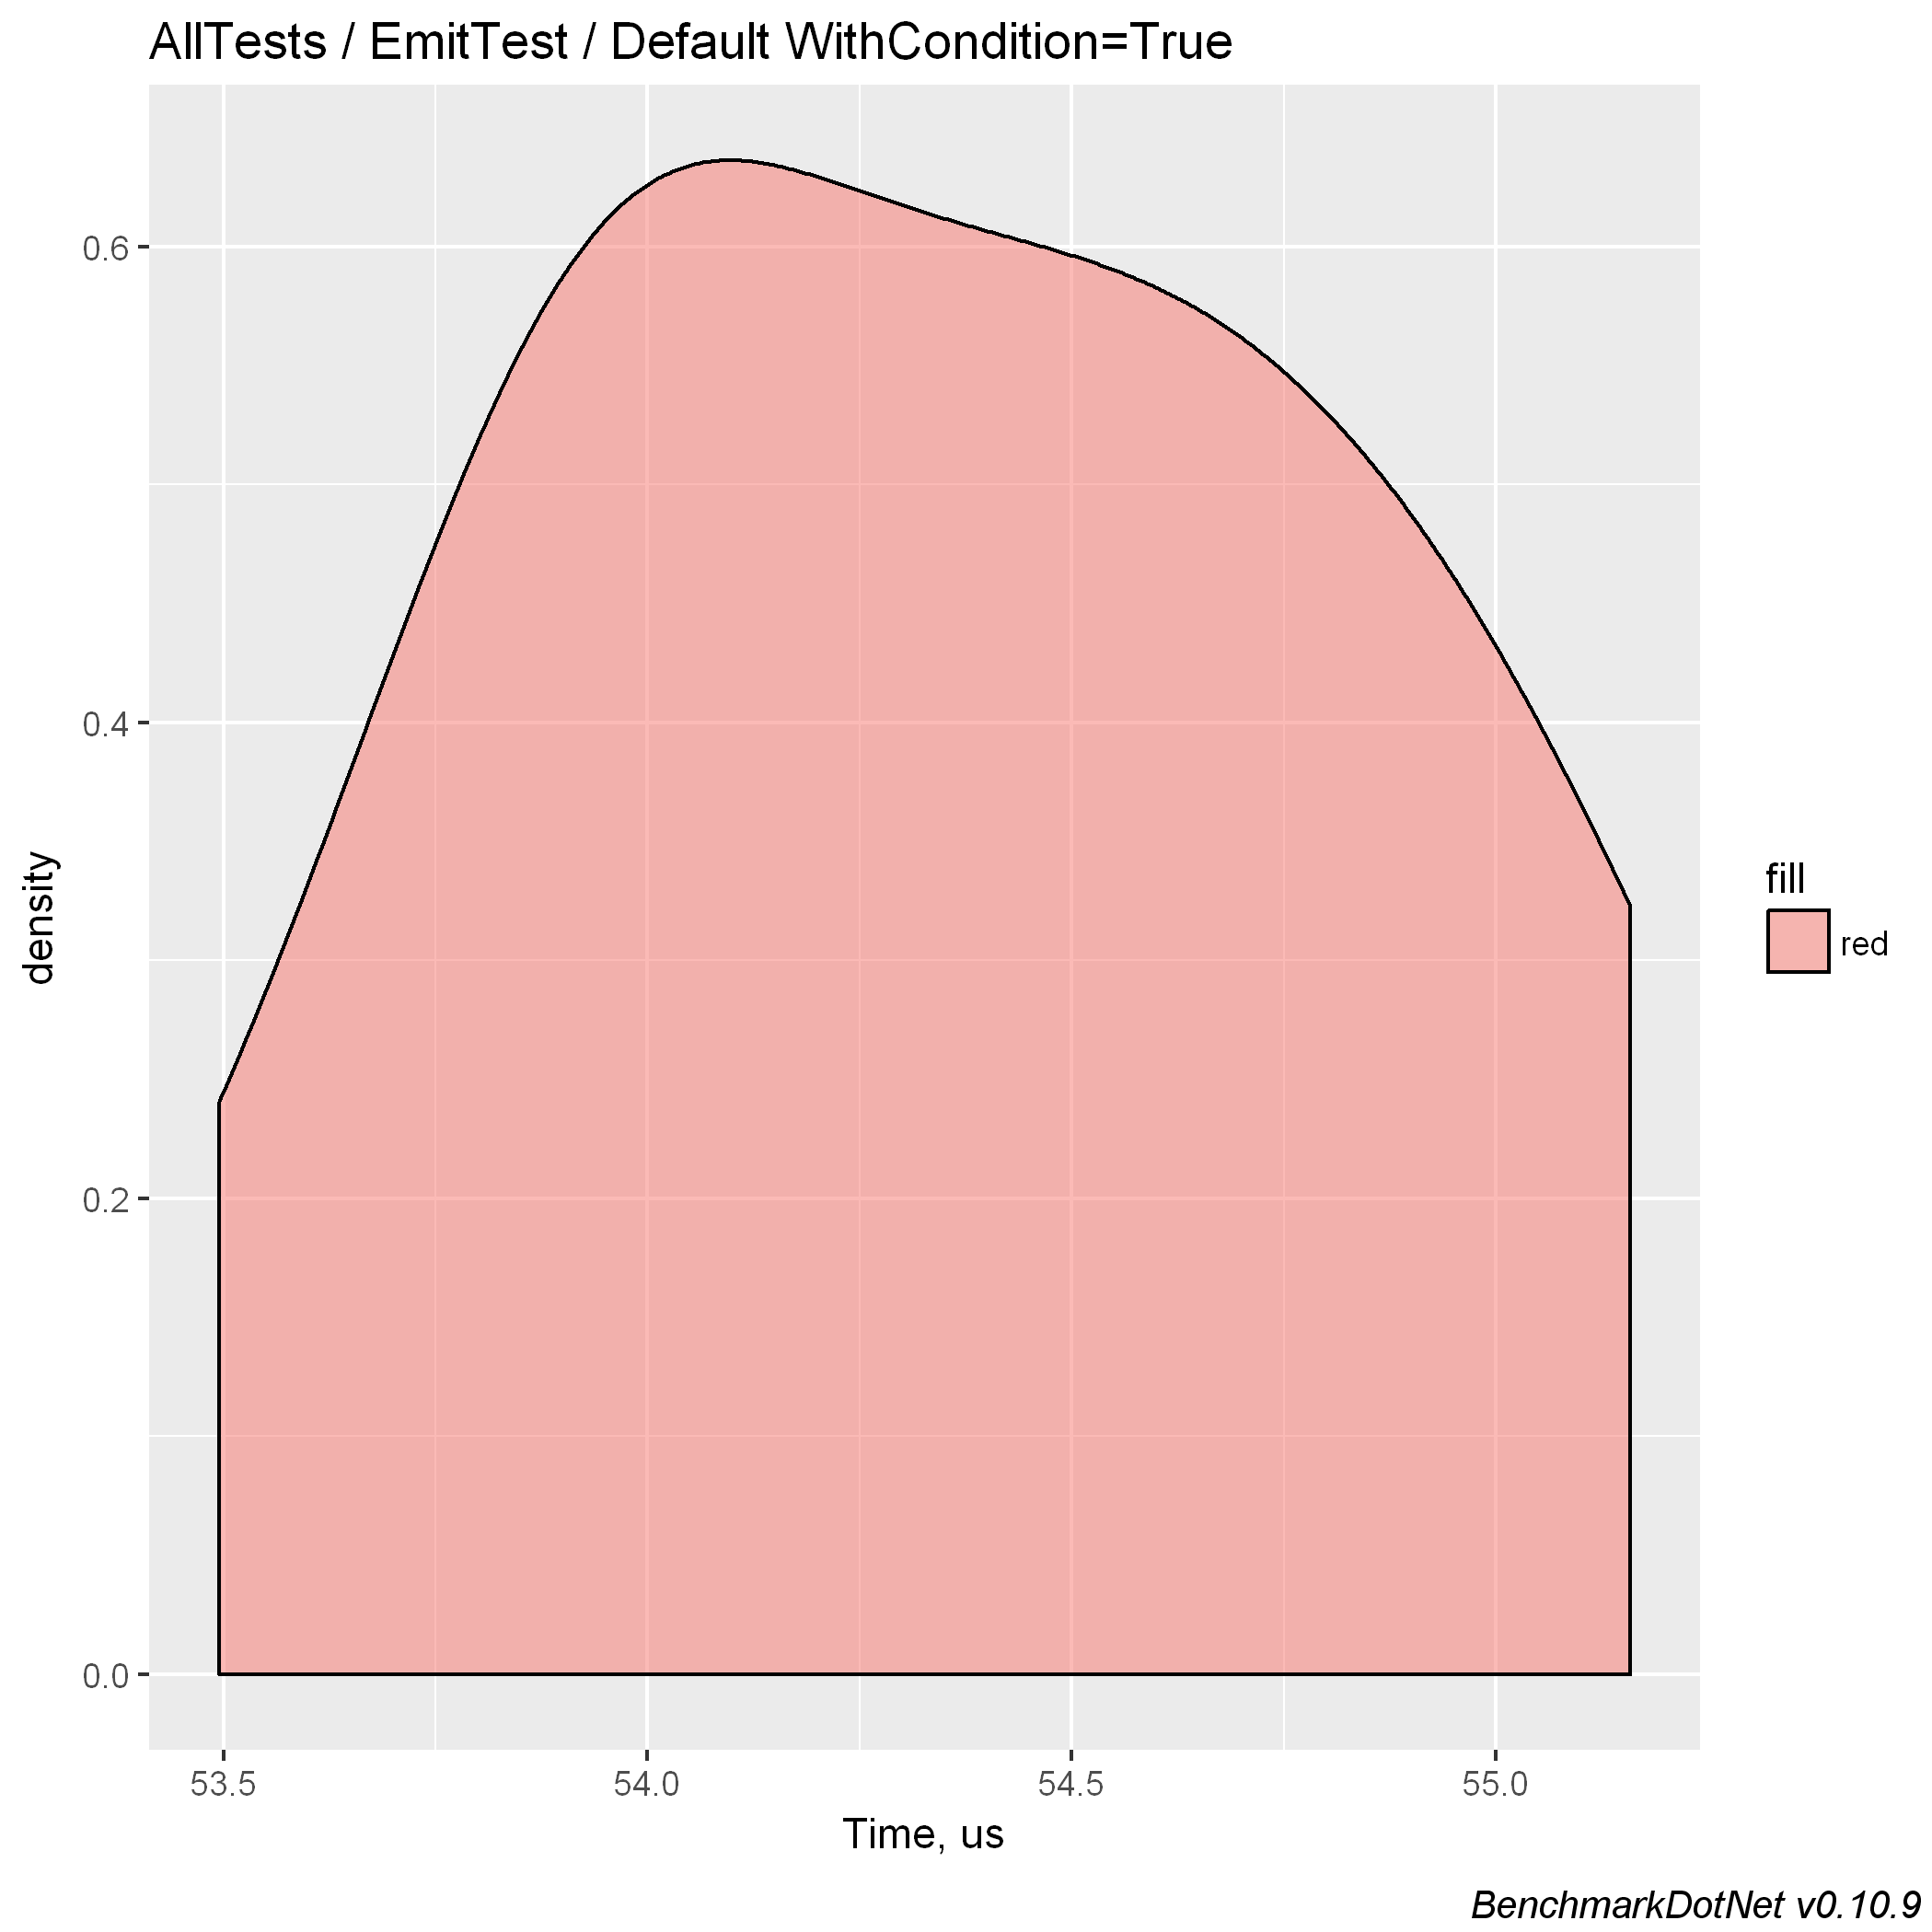 AllTests / EmitTest / Default WithCondition=True
density
0.6
0.4
0.2
0.0
53.5 54.0 54.5 55.0
Time, us
fill
red
BenchmarkDotNet v0.10.9